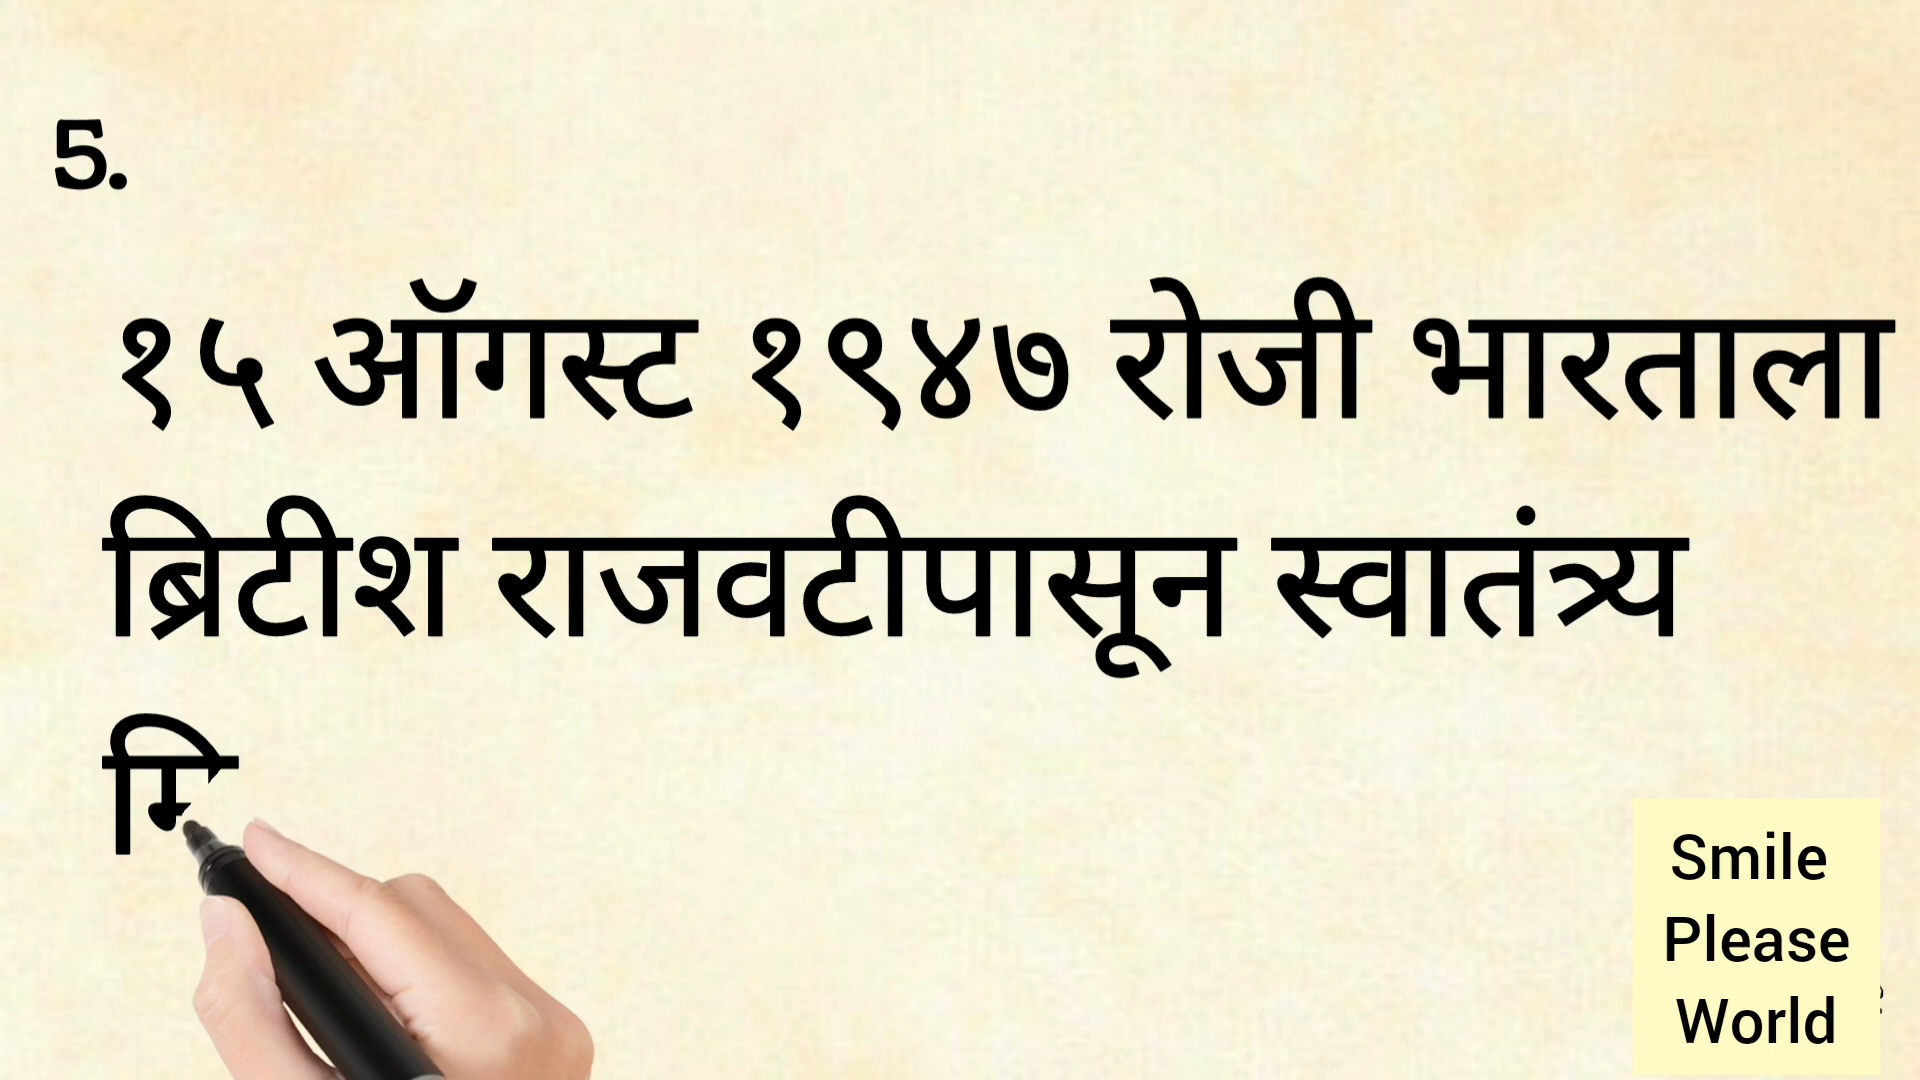 5.
१५ ऑगस्ट १९४७ रोजी भारताला
ब्रिटीश राजवटीपासून स्वातंत्र्य
Smile
Please
World